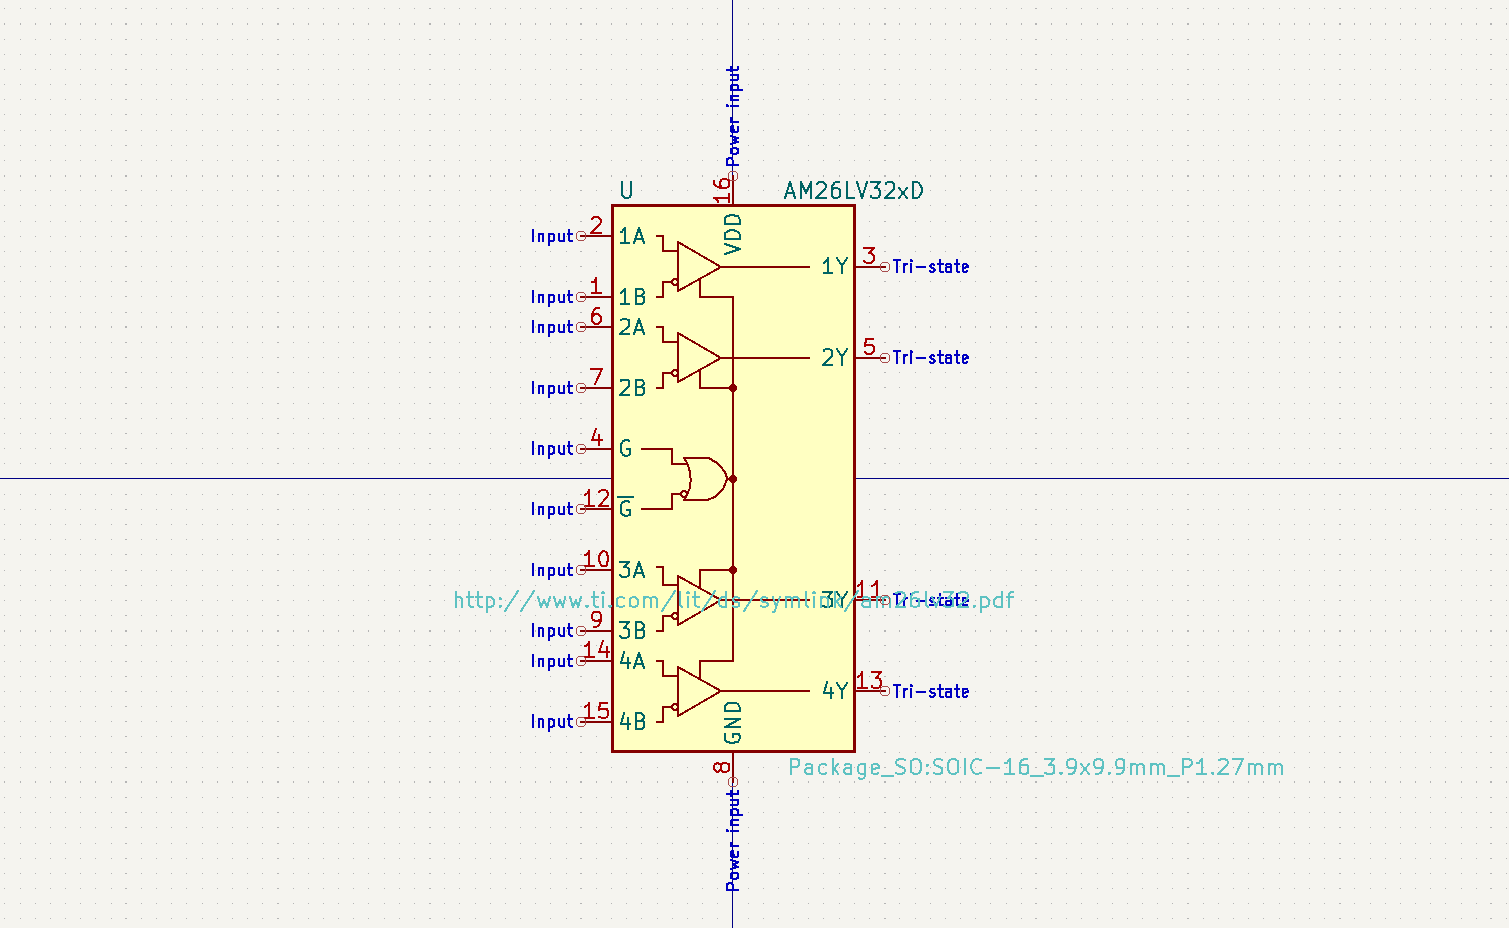 Power input
16
U
AM26LV32xD
VDD
Input 2 1A
1Y 3 Tri-state
Input 1 1B
Input 6 2A
2Y 5 Tri-state
Input 7 2B
Input 4 G
Input 12 G̅
Input 10 3A
3Y 11 Tri-state
http://www.ti.com/lit/ds/symlink/am26lv32.pdf
Input 9 3B
Input 14 4A
4Y 13 Tri-state
Input 15 4B
GND
8
Package_SO:SOIC-16_3.9x9.9mm_P1.27mm
Power input